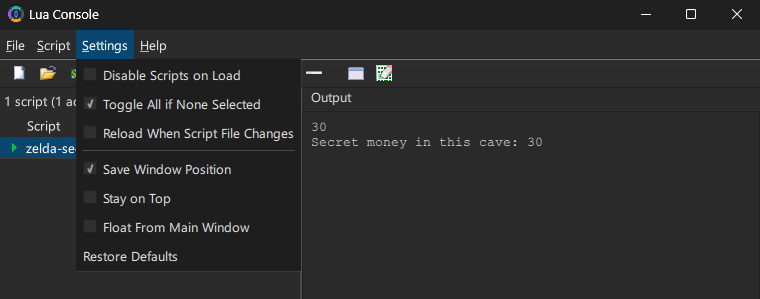 Lua Console
File Script Settings Help
Disable Scripts on Load
Toggle All if None Selected
Reload When Script File Changes
Save Window Position
Stay on Top
Float From Main Window
Restore Defaults
1 script (1
Script
zelda-se
Output
30
Secret money in this cave: 30